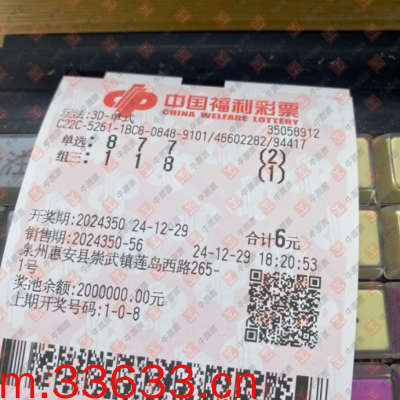 中国福利彩票
CHINA WELFARE LOTTERY
玩法:3D-单式
35058912
C22C-5261-1BC8-0848-9101/46602282/94417
单选: 8 7 7 (2)
组三: 1 1 8 (1)
开奖期:2024350 24-12-29 合计6元
销售期:2024350-56 24-12-29 18:20:53
泉州惠安县崇武镇莲岛西路265-
1号
奖池余额:2000000.00元
上期开奖号码:1-0-8
m.33633.cn